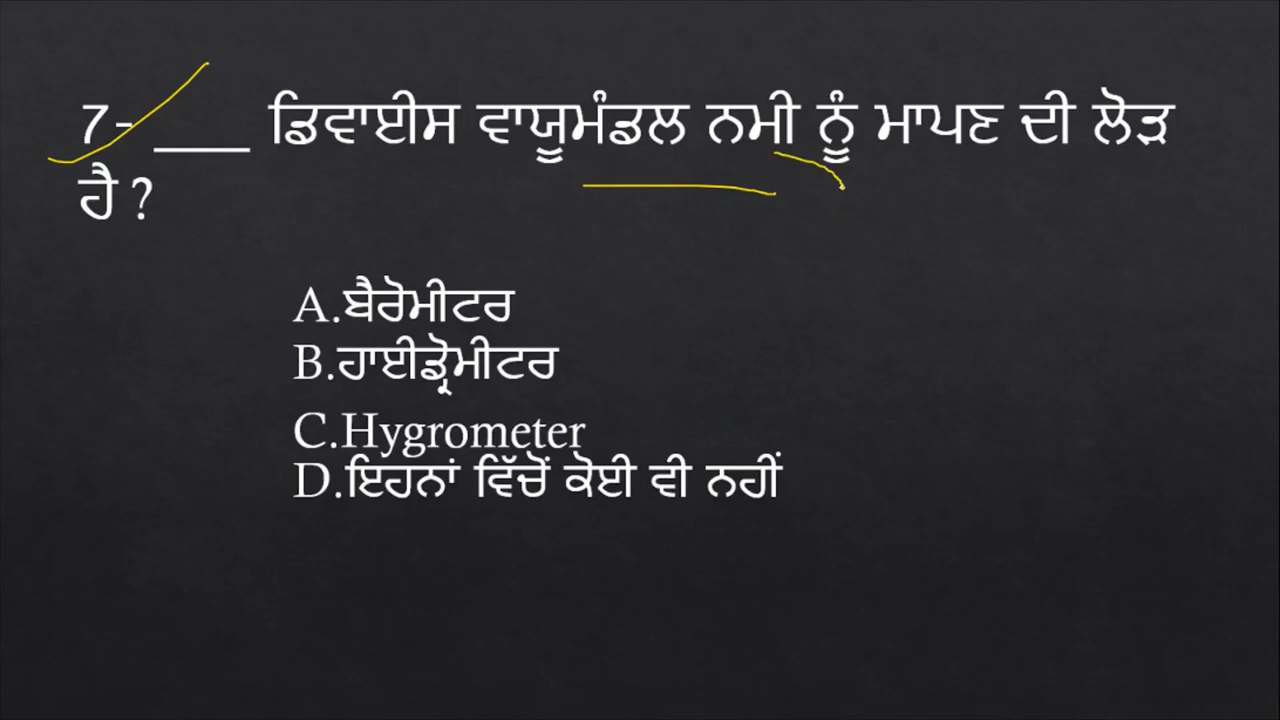 7- ___ ਡਿਵਾਈਸ ਵਾਯੂਮੰਡਲ ਨਮੀ ਨੂੰ ਮਾਪਣ ਦੀ ਲੋੜ
ਹੈ ?
A.ਬੈਰੋਮੀਟਰ
B.ਹਾਈਡ੍ਰੋਮੀਟਰ
C.Hygrometer
D.ਇਹਨਾਂ ਵਿੱਚੋਂ ਕੋਈ ਵੀ ਨਹੀਂ